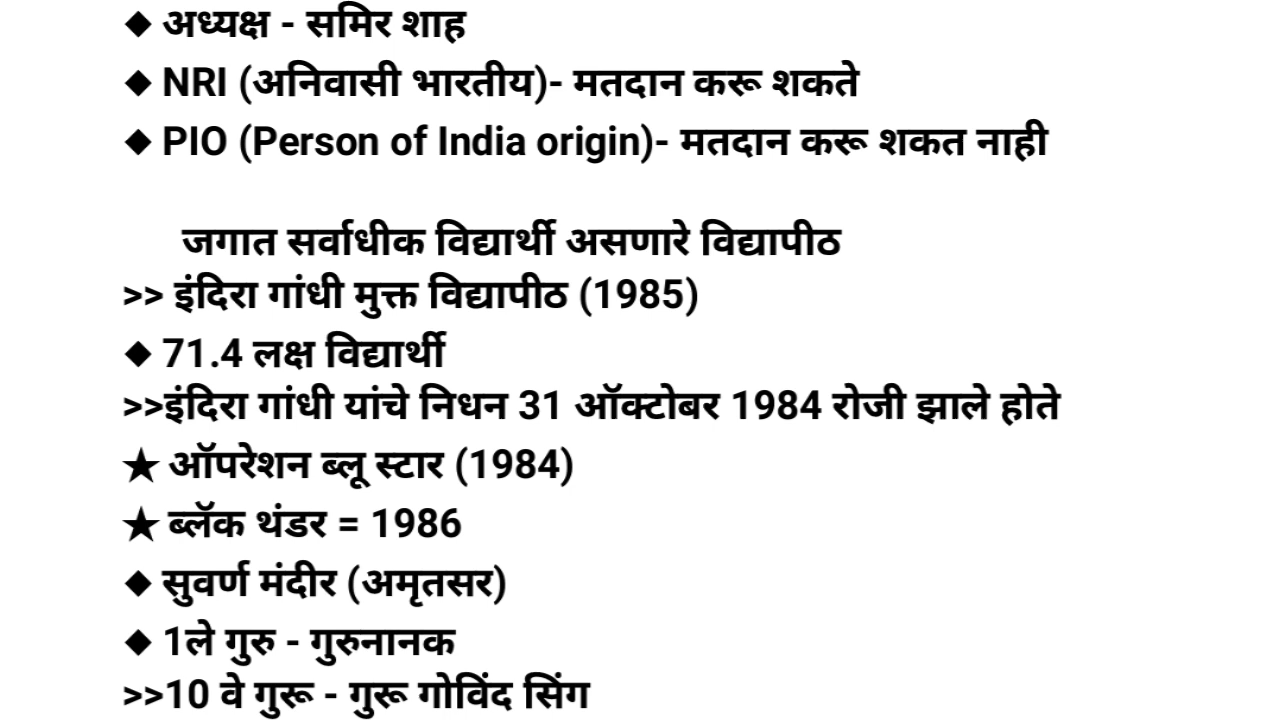 ◆ अध्यक्ष - समिर शाह
◆ NRI (अनिवासी भारतीय)- मतदान करू शकते
◆ PIO (Person of India origin)- मतदान करू शकत नाही
जगात सर्वाधीक विद्यार्थी असणारे विद्यापीठ
>> इंदिरा गांधी मुक्त विद्यापीठ (1985)
◆ 71.4 लक्ष विद्यार्थी
>>इंदिरा गांधी यांचे निधन 31 ऑक्टोबर 1984 रोजी झाले होते
★ ऑपरेशन ब्लू स्टार (1984)
★ ब्लॅक थंडर = 1986
◆ सुवर्ण मंदीर (अमृतसर)
◆ 1ले गुरु - गुरुनानक
>>10 वे गुरू - गुरू गोविंद सिंग